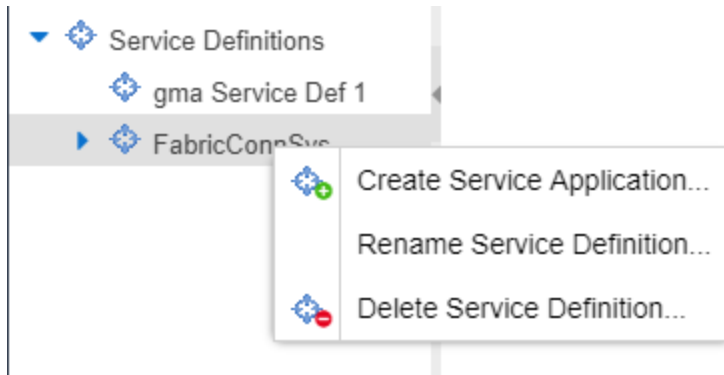 Service Definitions
gma Service Def 1
FabricConnSys
Create Service Application...
Rename Service Definition...
Delete Service Definition...